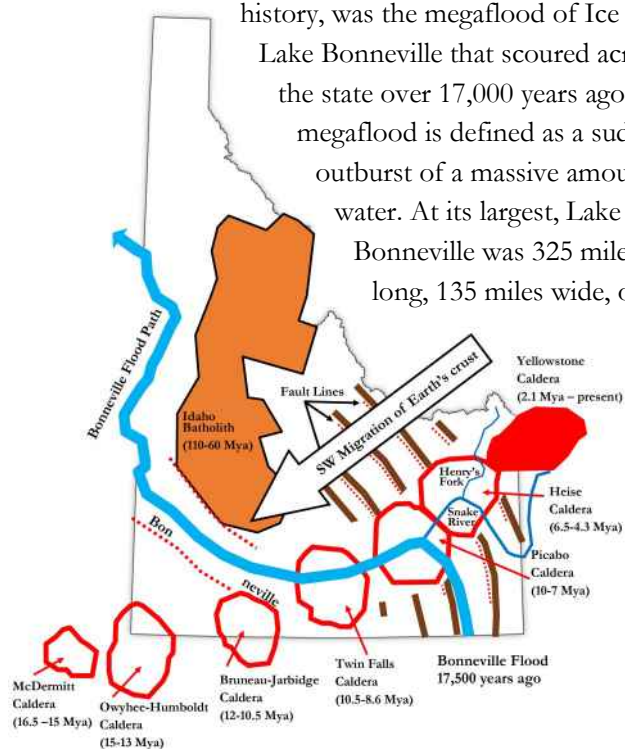 history, was the megaflood of Ice
Lake Bonneville that scoured acr
the state over 17,000 years ago
megaflood is defined as a sud
outburst of a massive amou
water. At its largest, Lake
Bonneville was 325 mile
long, 135 miles wide, o
Bonneville Flood Path
Idaho
Batholith
(110-60 Mya)
Fault Lines
SW Migration of Earth's crust
Yellowstone
Caldera
(2.1 Mya – present)
Henry's
Fork
Snake
River
Heise
Caldera
(6.5-4.3 Mya)
Picabo
Caldera
(10-7 Mya)
Bon
neville
McDermitt
Caldera
(16.5 –15 Mya)
Owyhee-Humboldt
Caldera
(15-13 Mya)
Bruneau-Jarbidge
Caldera
(12-10.5 Mya)
Twin Falls
Caldera
(10.5-8.6 Mya)
Bonneville Flood
17,500 years ago